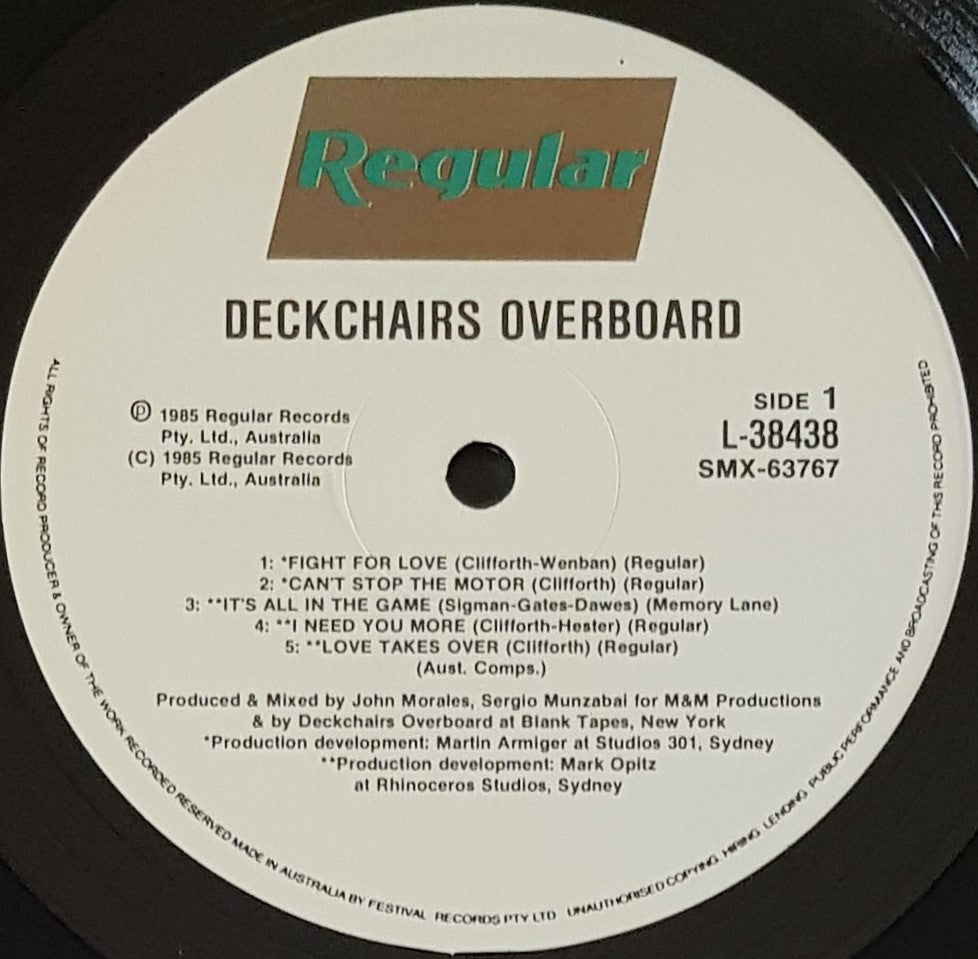 Regular
DECKCHAIRS OVERBOARD
Ⓟ 1985 Regular Records
Pty. Ltd., Australia
(C) 1985 Regular Records
Pty. Ltd., Australia
SIDE 1
L-38438
SMX-63767
1: *FIGHT FOR LOVE (Clifforth-Wenban) (Regular)
2: *CAN'T STOP THE MOTOR (Clifforth) (Regular)
3: **IT'S ALL IN THE GAME (Sigman-Gates-Dawes) (Memory Lane)
4: **I NEED YOU MORE (Clifforth-Hester) (Regular)
5: **LOVE TAKES OVER (Clifforth) (Regular)
(Aust. Comps.)
Produced & Mixed by John Morales, Sergio Munzabai for M&M Productions
& by Deckchairs Overboard at Blank Tapes, New York
*Production development: Martin Armiger at Studios 301, Sydney
**Production development: Mark Opitz
at Rhinoceros Studios, Sydney
ALL RIGHTS OF RECORD PRODUCER & OWNER OF THE WORK RECORDED RESERVED MADE IN AUSTRALIA BY FESTIVAL RECORDS PTY LTD UNAUTHORISED COPYING HIRING LENDING PUBLIC PERFORMANCE AND BROADCASTING OF THIS RECORD PROHIBITED